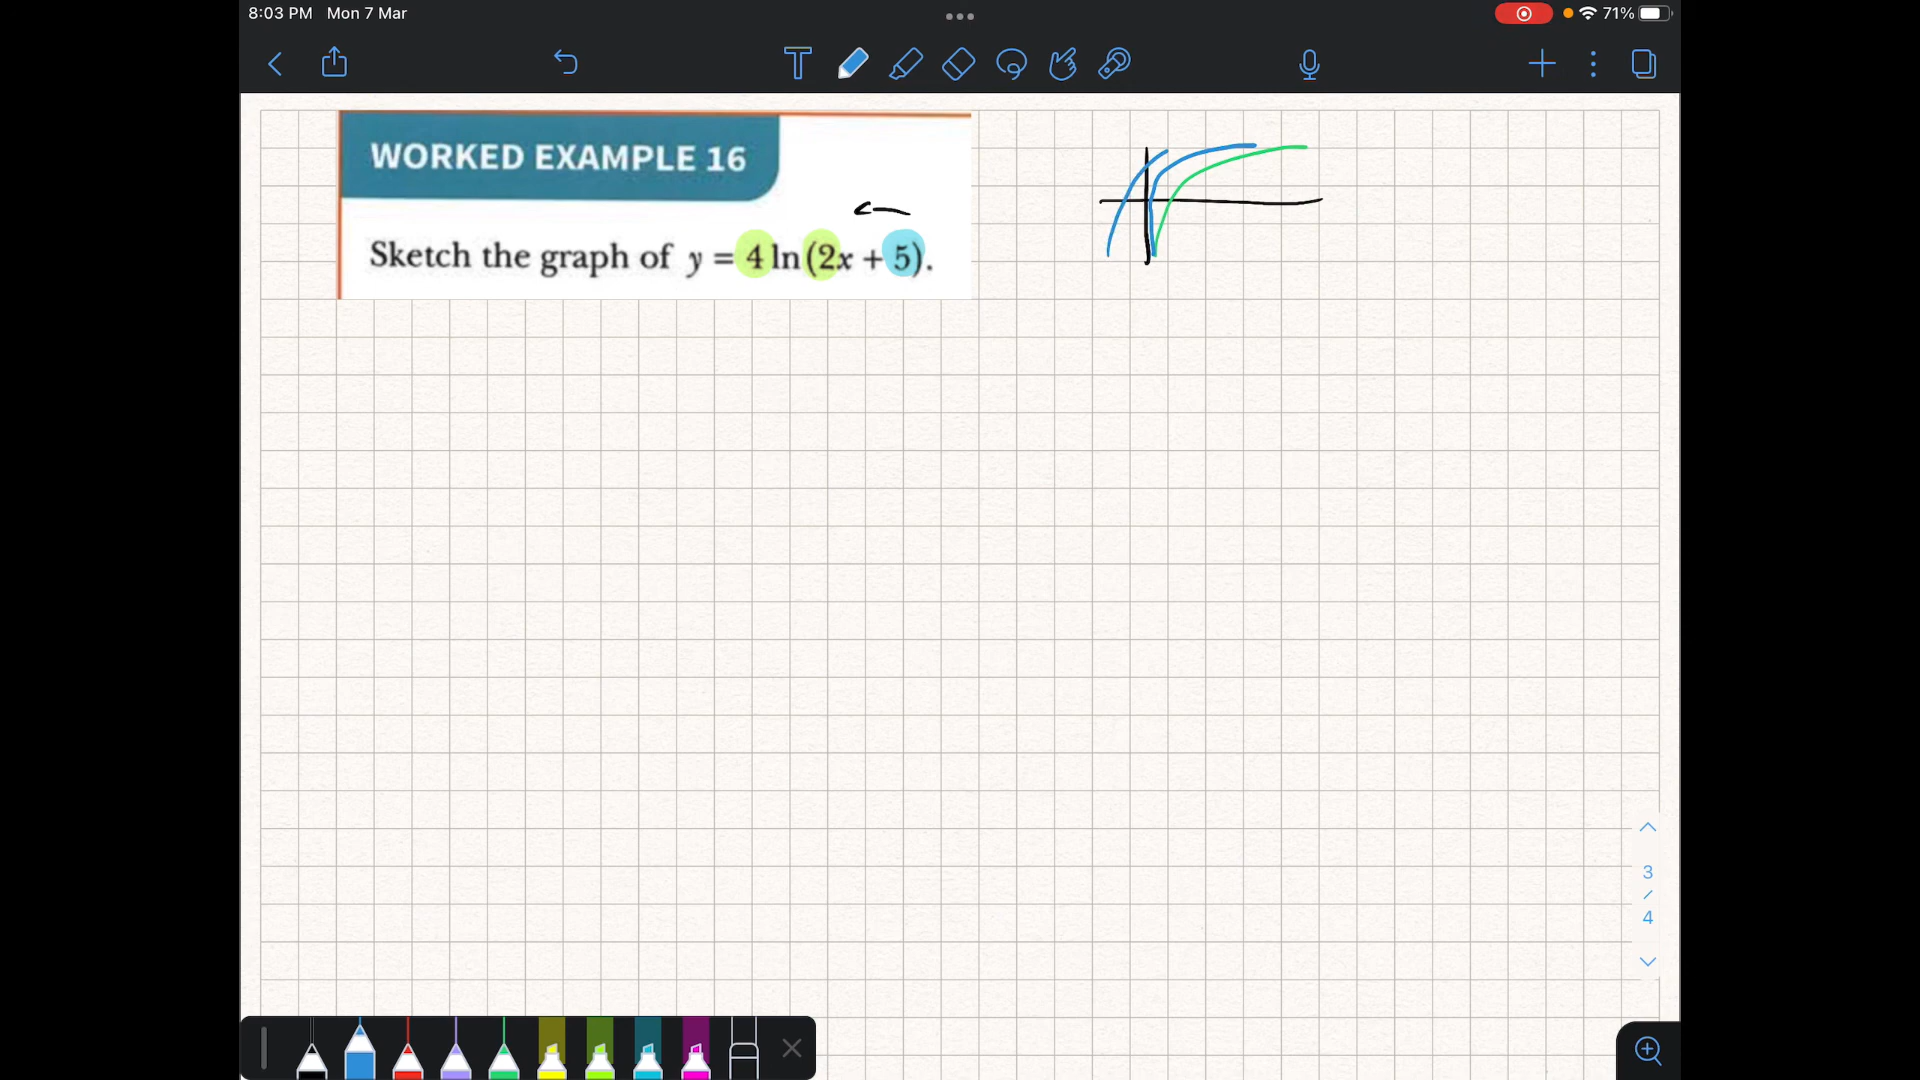 8:03 PM Mon 7 Mar
71%
WORKED EXAMPLE 16
Sketch the graph of y = 4 ln(2x + 5).
3
/
4